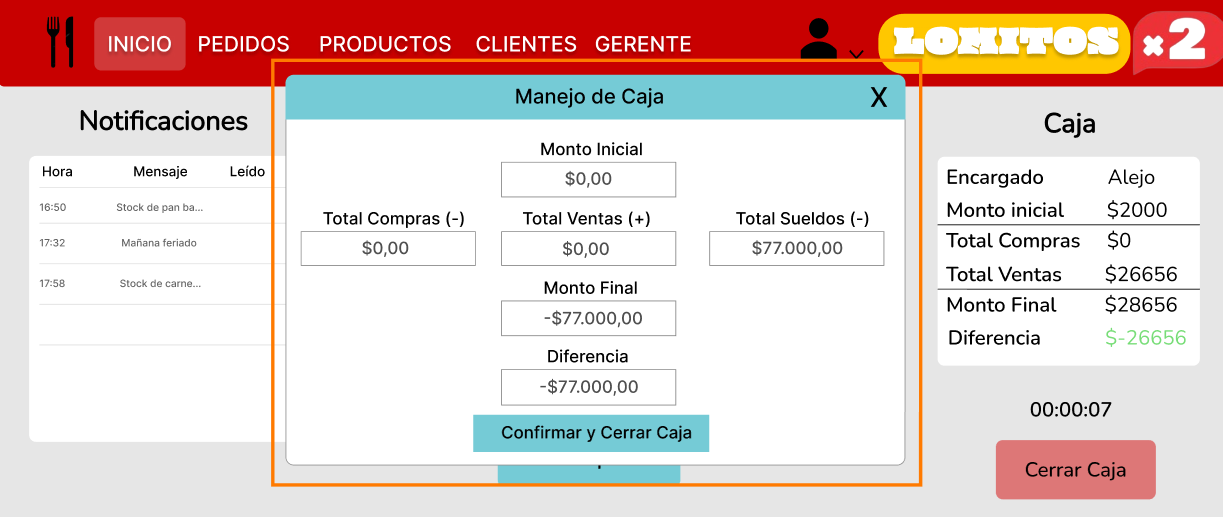 INICIO PEDIDOS PRODUCTOS CLIENTES GERENTE
LOMITOS x2
Notificaciones
Hora Mensaje Leído
16:50 Stock de pan ba...
17:32 Mañana feriado
17:58 Stock de carne...
Manejo de Caja X
Monto Inicial
$0,00
Total Compras (-) Total Ventas (+) Total Sueldos (-)
$0,00 $0,00 $77.000,00
Monto Final
-$77.000,00
Diferencia
-$77.000,00
Confirmar y Cerrar Caja
Caja
Encargado Alejo
Monto inicial $2000
Total Compras $0
Total Ventas $26656
Monto Final $28656
Diferencia $-26656
00:00:07
Cerrar Caja